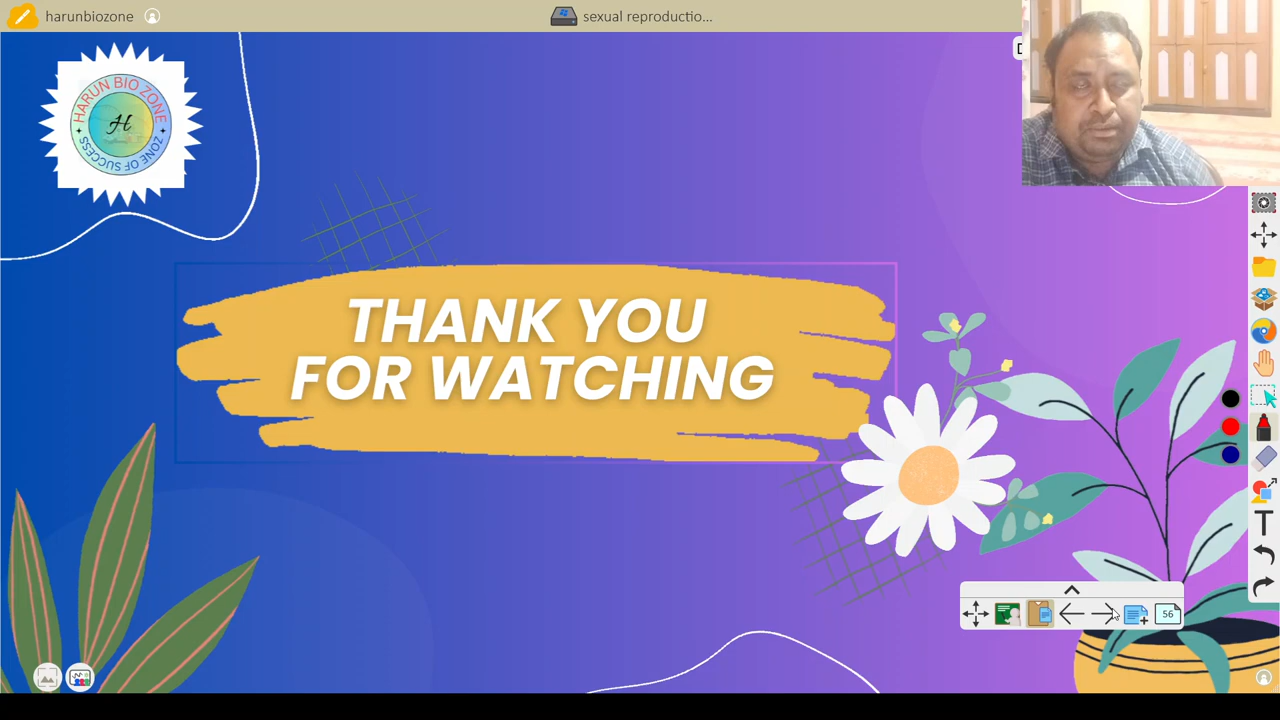 harunbiozone
sexual reproductio...
HARUN BIO ZONE
H
ZONE OF SUCCESS
THANK YOU
FOR WATCHING
T
56